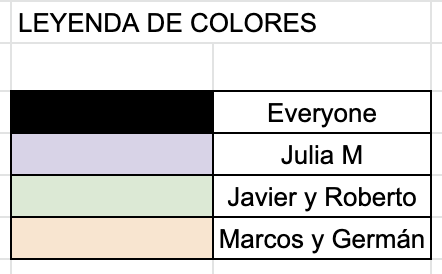 LEYENDA DE COLORES
Everyone
Julia M
Javier y Roberto
Marcos y Germán